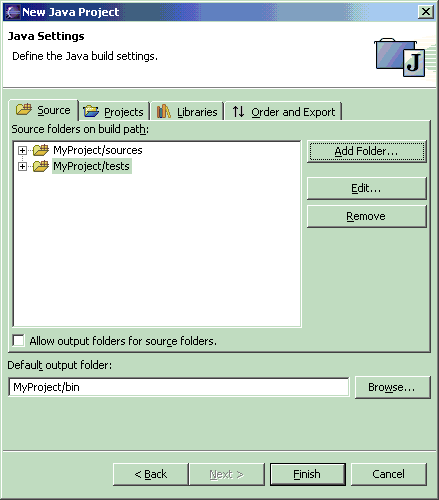 New Java Project
Java Settings
Define the Java build settings.
J
Source Projects Libraries Order and Export
Source folders on build path:
MyProject/sources
MyProject/tests
Add Folder...
Edit...
Remove
Allow output folders for source folders.
Default output folder:
MyProject/bin
Browse...
< Back Next > Finish Cancel